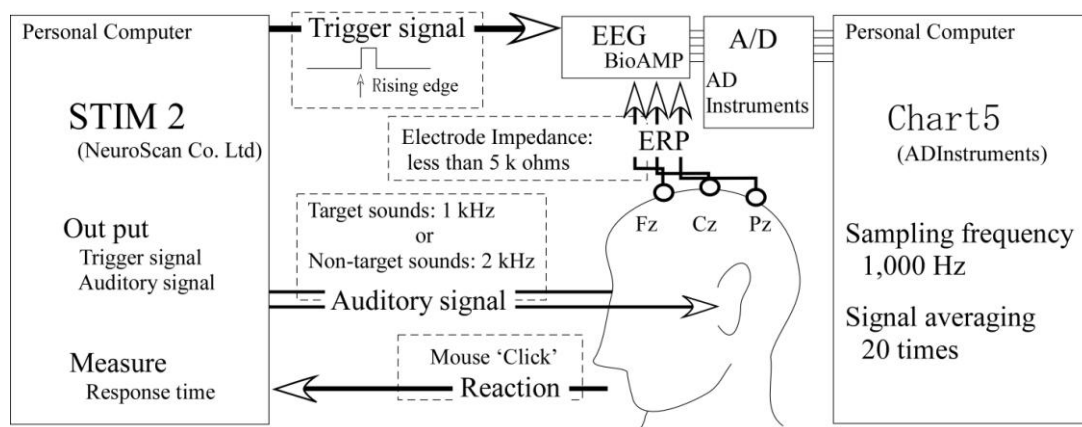 Personal Computer
STIM 2
(NeuroScan Co. Ltd)
Out put
Trigger signal
Auditory signal
Measure
Response time
Trigger signal
Rising edge
EEG
BioAMP
A/D
AD
Instruments
Electrode Impedance:
less than 5 k ohms
ERP
Target sounds: 1 kHz
or
Non-target sounds: 2 kHz
Auditory signal
Fz
Cz
Pz
Mouse ‘Click’
Reaction
Personal Computer
Chart5
(ADInstruments)
Sampling frequency
1,000 Hz
Signal averaging
20 times